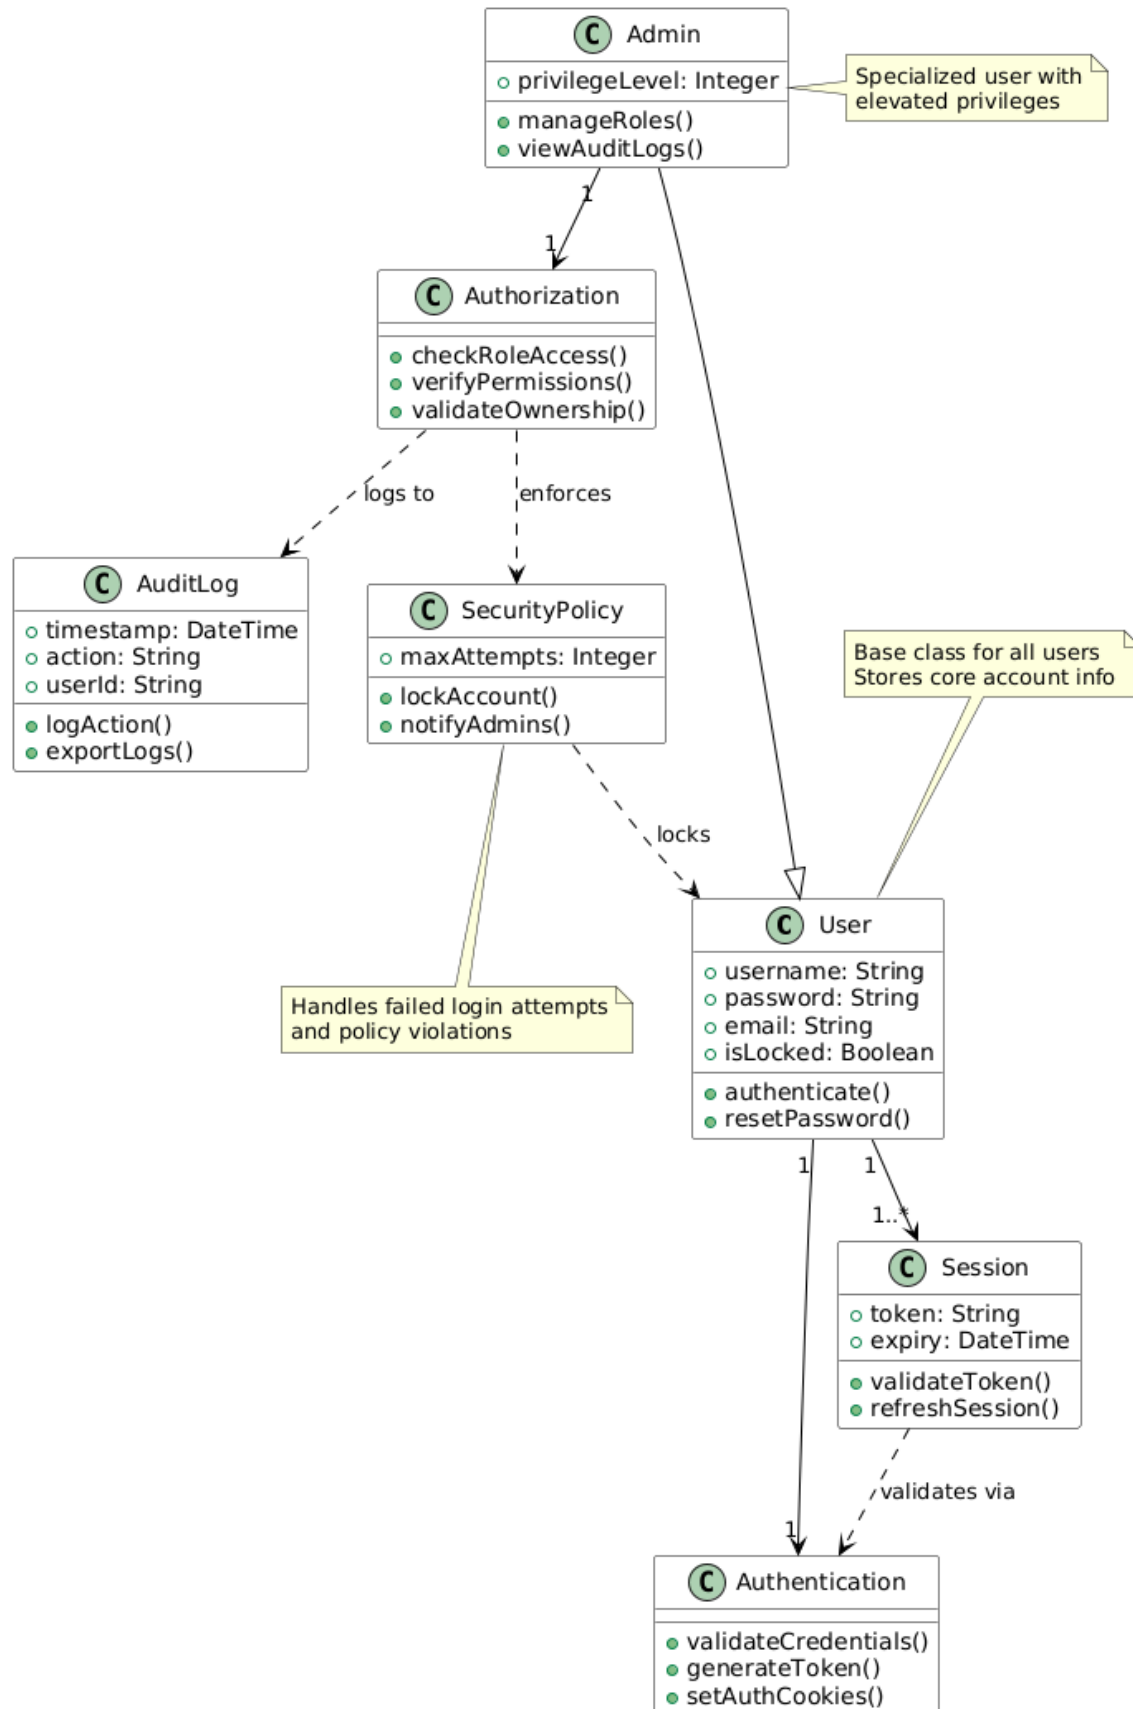 C Admin
privilegeLevel: Integer
manageRoles()
viewAuditLogs()
Specialized user with
elevated privileges
1
1
C Authorization
checkRoleAccess()
verifyPermissions()
validateOwnership()
logs to
enforces
C AuditLog
timestamp: DateTime
action: String
userId: String
logAction()
exportLogs()
C SecurityPolicy
maxAttempts: Integer
lockAccount()
notifyAdmins()
Base class for all users
Stores core account info
locks
Handles failed login attempts
and policy violations
C User
username: String
password: String
email: String
isLocked: Boolean
authenticate()
resetPassword()
1
1
1..*
C Session
token: String
expiry: DateTime
validateToken()
refreshSession()
validates via
1
C Authentication
validateCredentials()
generateToken()
setAuthCookies()